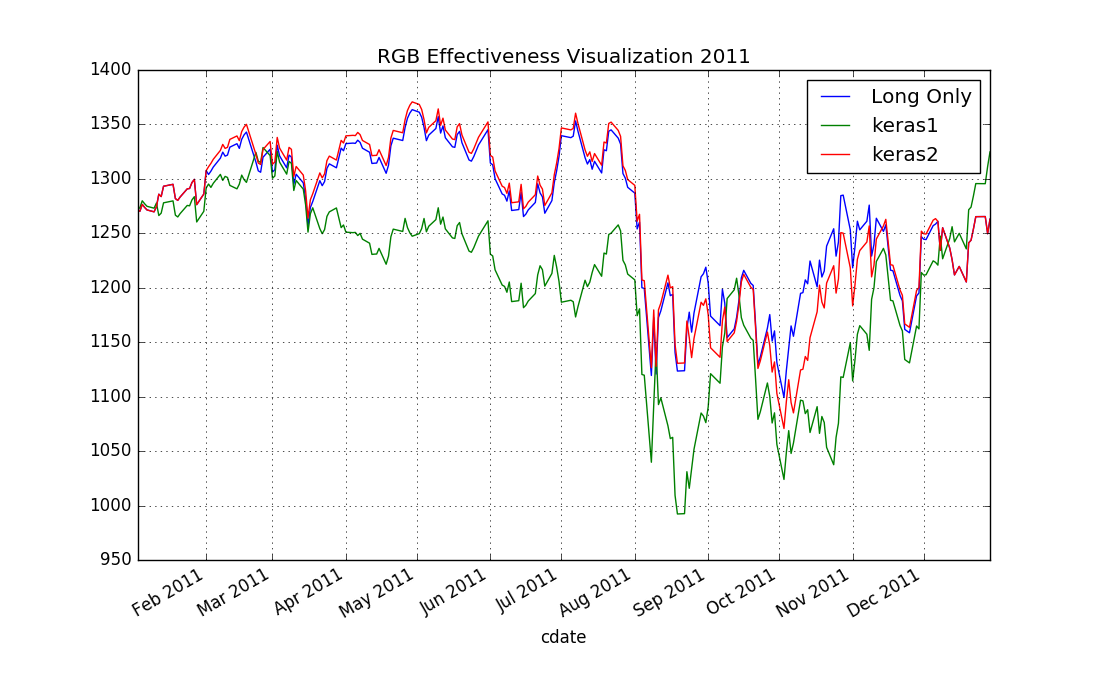 RGB Effectiveness Visualization 2011
1400
1350
1300
1250
1200
1150
1100
1050
1000
950
Long Only
keras1
keras2
Feb 2011
Mar 2011
Apr 2011
May 2011
Jun 2011
Jul 2011
Aug 2011
Sep 2011
Oct 2011
Nov 2011
Dec 2011
cdate